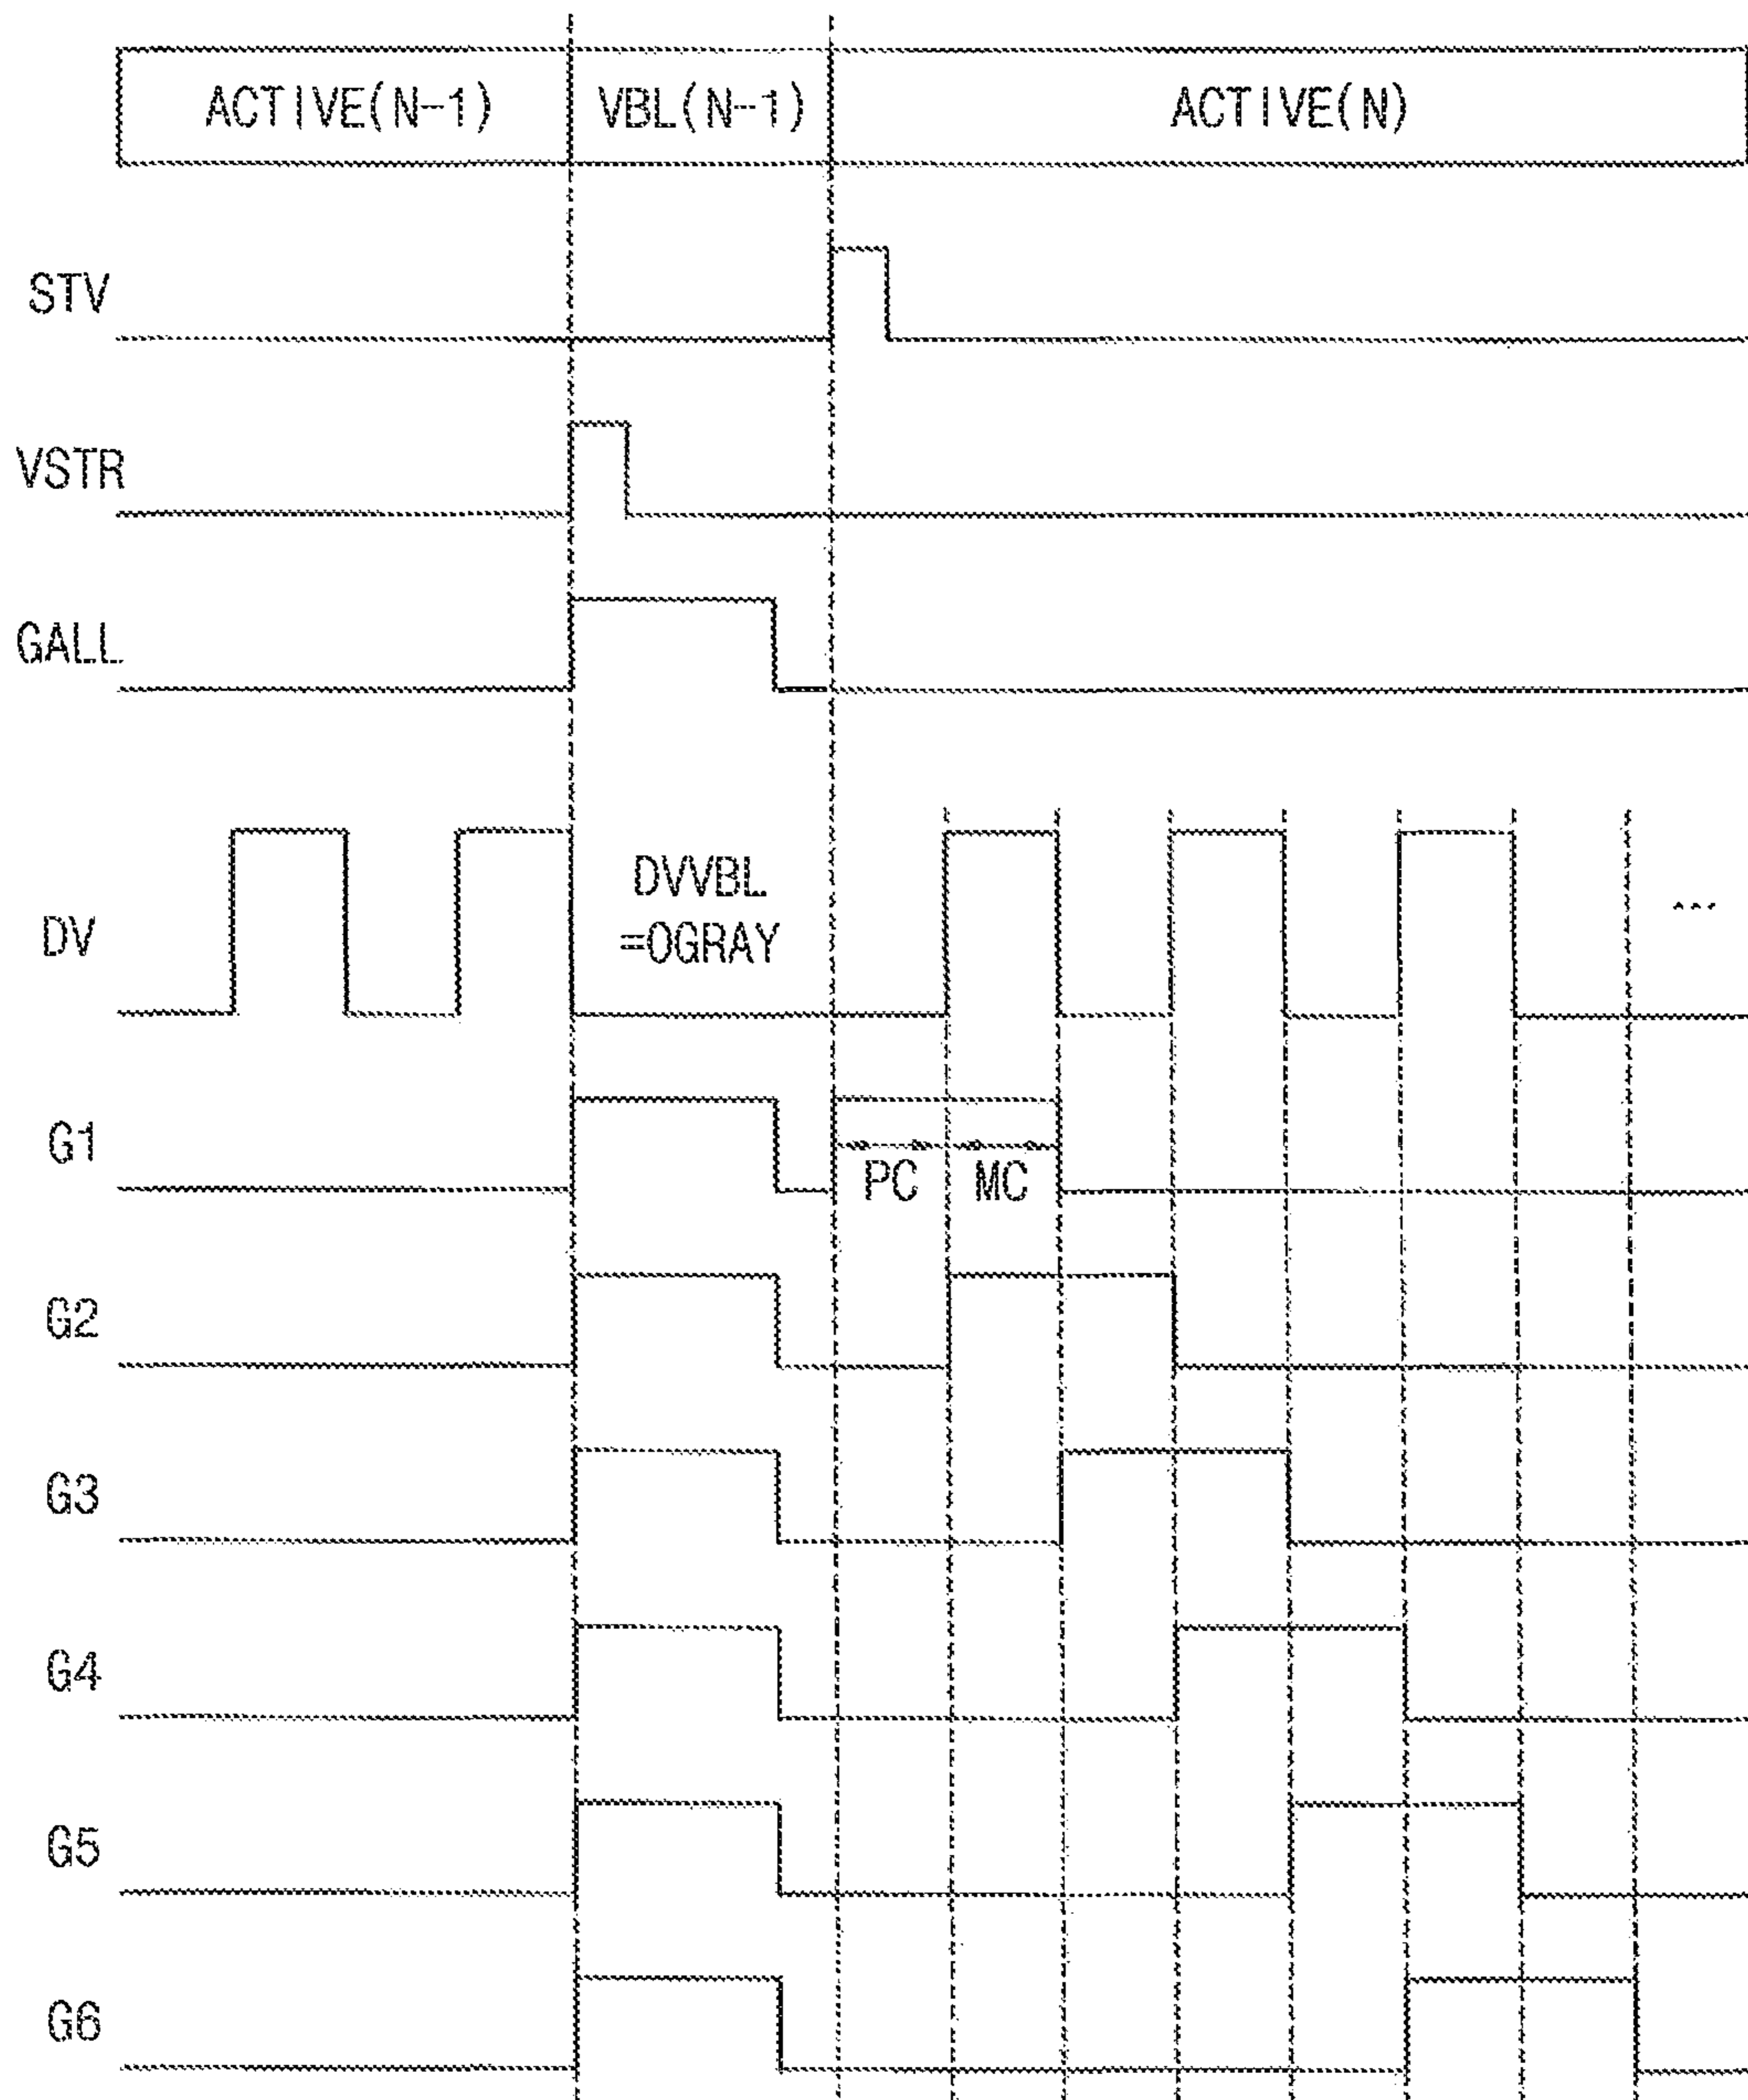 ACTIVE(N-1) VBL(N-1) ACTIVE(N)
STV
VSTR
GALL
DV
DVVBL
=0GRAY
...
G1
PC MC
G2
G3
G4
G5
G6